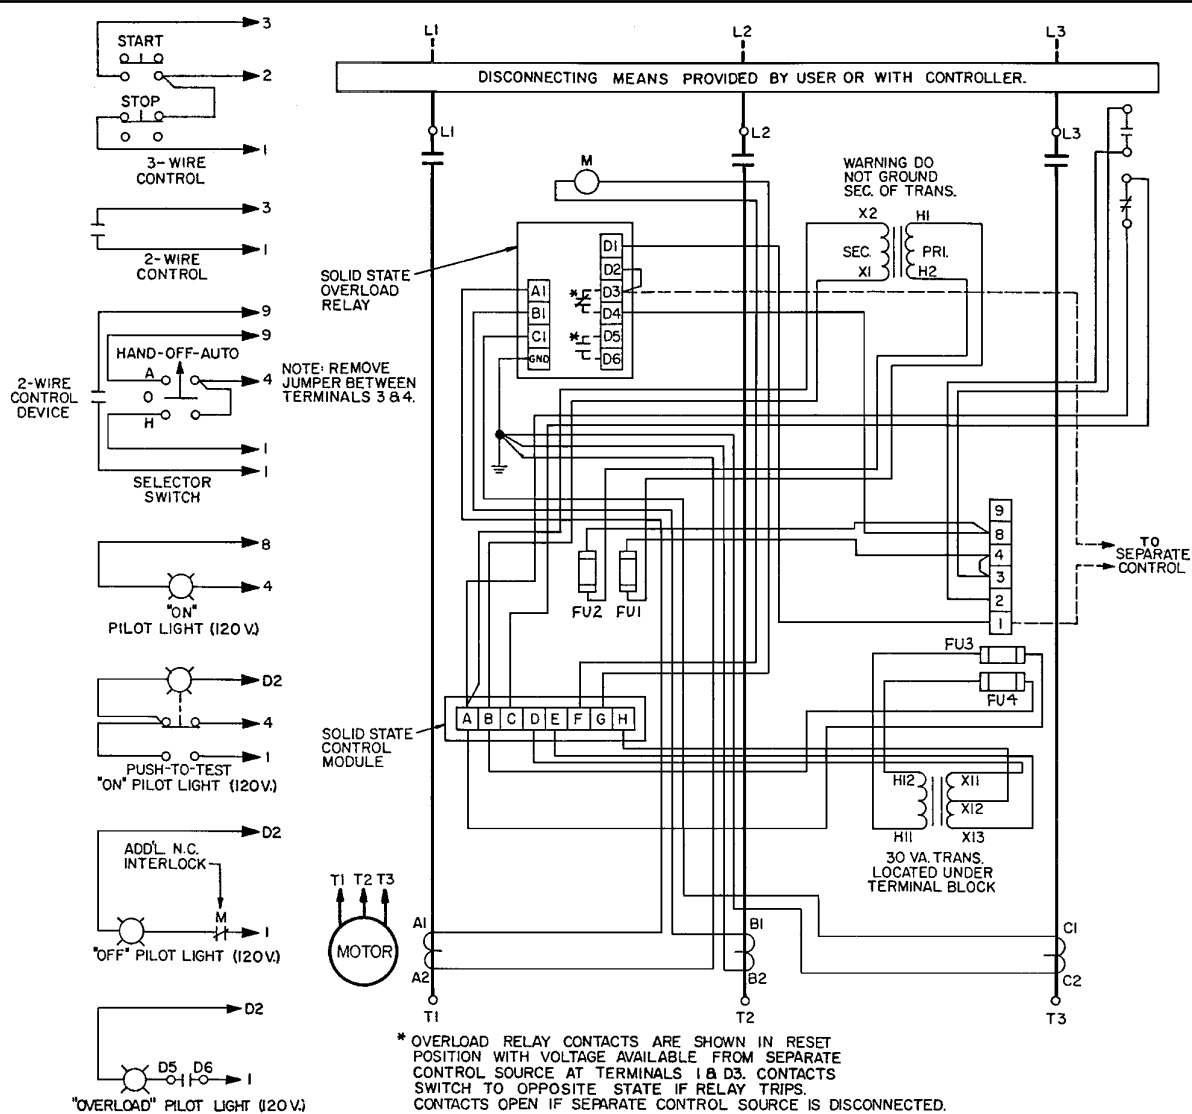 3
START
2
STOP
1
3-WIRE
CONTROL
3
1
2-WIRE
CONTROL
9
9
HAND-OFF-AUTO
A
4
O
H
2-WIRE
CONTROL
DEVICE
1
1
SELECTOR
SWITCH
NOTE: REMOVE
JUMPER BETWEEN
TERMINALS 3 & 4.
8
4
"ON"
PILOT LIGHT (120 V.)
D2
4
1
PUSH-TO-TEST
"ON" PILOT LIGHT (120 V.)
D2
ADD'L. N.C.
INTERLOCK
M
1
"OFF" PILOT LIGHT (120 V.)
D2
D5 D6
1
"OVERLOAD" PILOT LIGHT (120 V.)
L1 L2 L3
DISCONNECTING MEANS PROVIDED BY USER OR WITH CONTROLLER.
L1 L2 L3
M
WARNING DO
NOT GROUND
SEC. OF TRANS.
X2 H1
SEC. PRI.
X1 H2
SOLID STATE
OVERLOAD
RELAY
D1
D2
D3
D4
D5
D6
A1
B1
C1
GND
*
*
9
8
4
3
2
1
TO
SEPARATE
CONTROL
FU2 FU1
FU3
FU4
SOLID STATE
CONTROL
MODULE
A B C D E F G H
H12 X11
X12
H11 X13
30 VA. TRANS.
LOCATED UNDER
TERMINAL BLOCK
T1 T2 T3
MOTOR
A1 B1 C1
A2 B2 C2
T1 T2 T3
* OVERLOAD RELAY CONTACTS ARE SHOWN IN RESET
POSITION WITH VOLTAGE AVAILABLE FROM SEPARATE
CONTROL SOURCE AT TERMINALS 1 & D3. CONTACTS
SWITCH TO OPPOSITE STATE IF RELAY TRIPS.
CONTACTS OPEN IF SEPARATE CONTROL SOURCE IS DISCONNECTED.